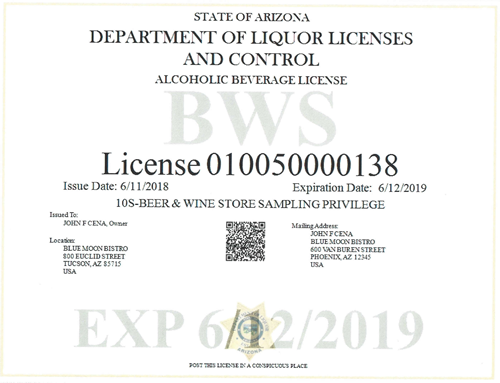 STATE OF ARIZONA
DEPARTMENT OF LIQUOR LICENSES
AND CONTROL
ALCOHOLIC BEVERAGE LICENSE
BWS
License 010050000138
Issue Date: 6/11/2018 Expiration Date: 6/12/2019
10S-BEER & WINE STORE SAMPLING PRIVILEGE
Issued To:
JOHN F CENA, Owner
Location:
BLUE MOON BISTRO
800 EUCLID STREET
TUCSON, AZ 85715
USA
Mailing Address:
JOHN F CENA
BLUE MOON BISTRO
600 VAN BUREN STREET
PHOENIX, AZ 12345
USA
EXP 6/12/2019
ARIZONA
POST THIS LICENSE IN A CONSPICUOUS PLACE